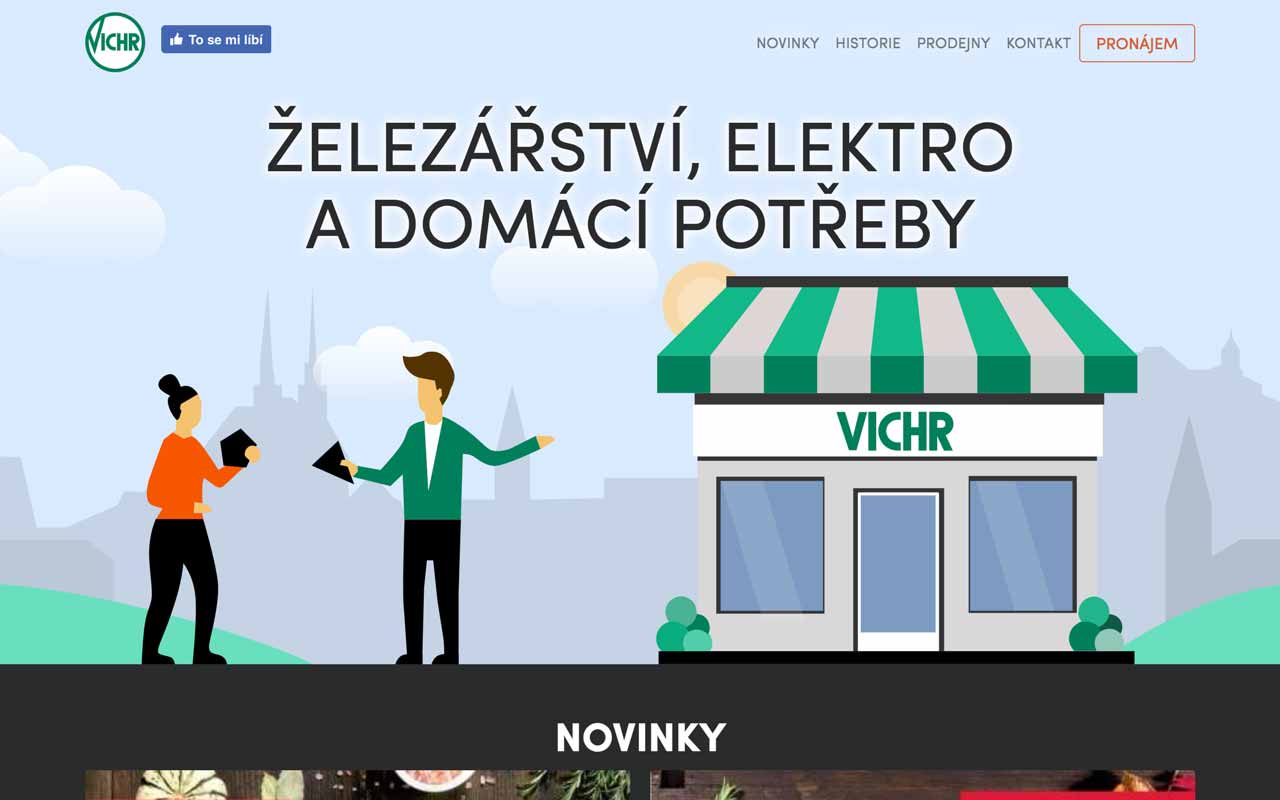 VICHR
To se mi líbí
NOVINKY
HISTORIE
PRODEJNY
KONTAKT
PRONÁJEM
ŽELEZÁŘSTVÍ, ELEKTRO
A DOMÁCÍ POTŘEBY
VICHR
NOVINKY